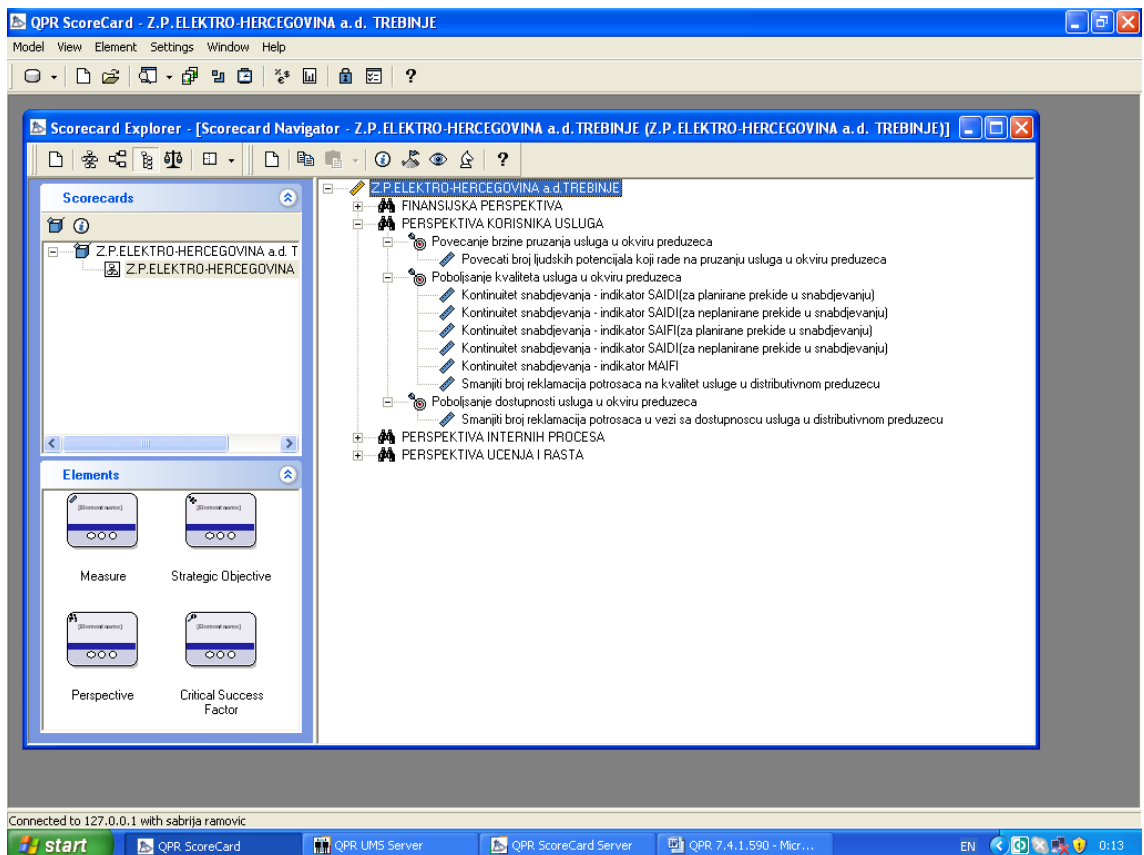 QPR ScoreCard - Z.P.ELEKTRO-HERCEGOVINA a.d. TREBINJE
Model View Element Settings Window Help
Scorecard Explorer - [Scorecard Navigator - Z.P.ELEKTRO-HERCEGOVINA a.d.TREBINJE (Z.P.ELEKTRO-HERCEGOVINA a.d. TREBINJE)]
Scorecards
Z.P.ELEKTRO-HERCEGOVINA a.d. T
Z.P.ELEKTRO-HERCEGOVINA
Z.P.ELEKTRO-HERCEGOVINA a.d.TREBINJE
FINANSIJSKA PERSPEKTIVA
PERSPEKTIVA KORISNIKA USLUGA
Povecanje brzine pruzanja usluga u okviru preduzeca
Povecati broj ljudskih potencijala koji rade na pruzanju usluga u okviru preduzeca
Poboljsanje kvaliteta usluga u okviru preduzeca
Kontinuitet snabdjevanja - indikator SAIDI(za planirane prekide u snabdjevanju)
Kontinuitet snabdjevanja - indikator SAIDI(za neplanirane prekide u snabdjevanju)
Kontinuitet snabdjevanja - indikator SAIFI(za planirane prekide u snabdjevanju)
Kontinuitet snabdjevanja - indikator SAIDI(za neplanirane prekide u snabdjevanju)
Kontinuitet snabdjevanja - indikator MAIFI
Smanjiti broj reklamacija potrosaca na kvalitet usluge u distributivnom preduzecu
Poboljsanje dostupnosti usluga u okviru preduzeca
Smanjiti broj reklamacija potrosaca u vezi sa dostupnoscu usluga u distributivnom preduzecu
PERSPEKTIVA INTERNIH PROCESA
PERSPEKTIVA UCENJA I RASTA
Elements
[Element name]
[Element name]
Measure
Strategic Objective
[Element name]
[Element name]
Perspective
Critical Success
Factor
Connected to 127.0.0.1 with sabrija ramovic
start
QPR ScoreCard
QPR UMS Server
QPR ScoreCard Server
QPR 7.4.1.590 - Micr...
EN
0:13